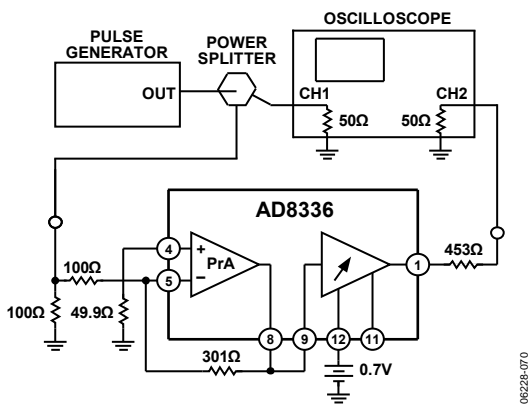 OSCILLOSCOPE
PULSE
GENERATOR
POWER
SPLITTER
OUT
CH1
CH2
50Ω
50Ω
AD8336
4
+
PrA
5
–
100Ω
100Ω
49.9Ω
1
453Ω
8
9
12
11
301Ω
0.7V
06228-070